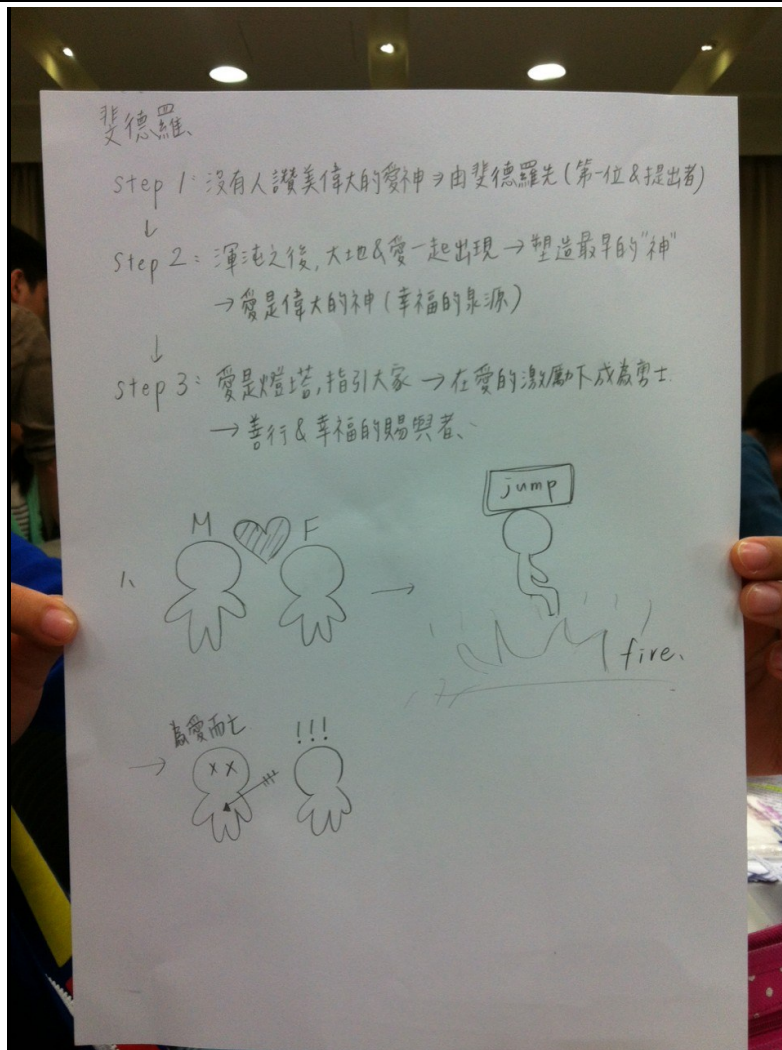 斐德羅
step 1: 沒有人讚美偉大的愛神 → 由斐德羅先 (第一位 & 提出者)
↓
step 2: 渾沌之後, 大地&愛一起出現 → 塑造最早的"神"
→ 愛是偉大的神 (幸福的泉源)
↓
step 3: 愛是燈塔, 指引大家 → 在愛的激勵下成為勇士.
→ 善行 & 幸福的賜與者、
jump
M F
1、
fire、
為愛而亡 !!!
x x